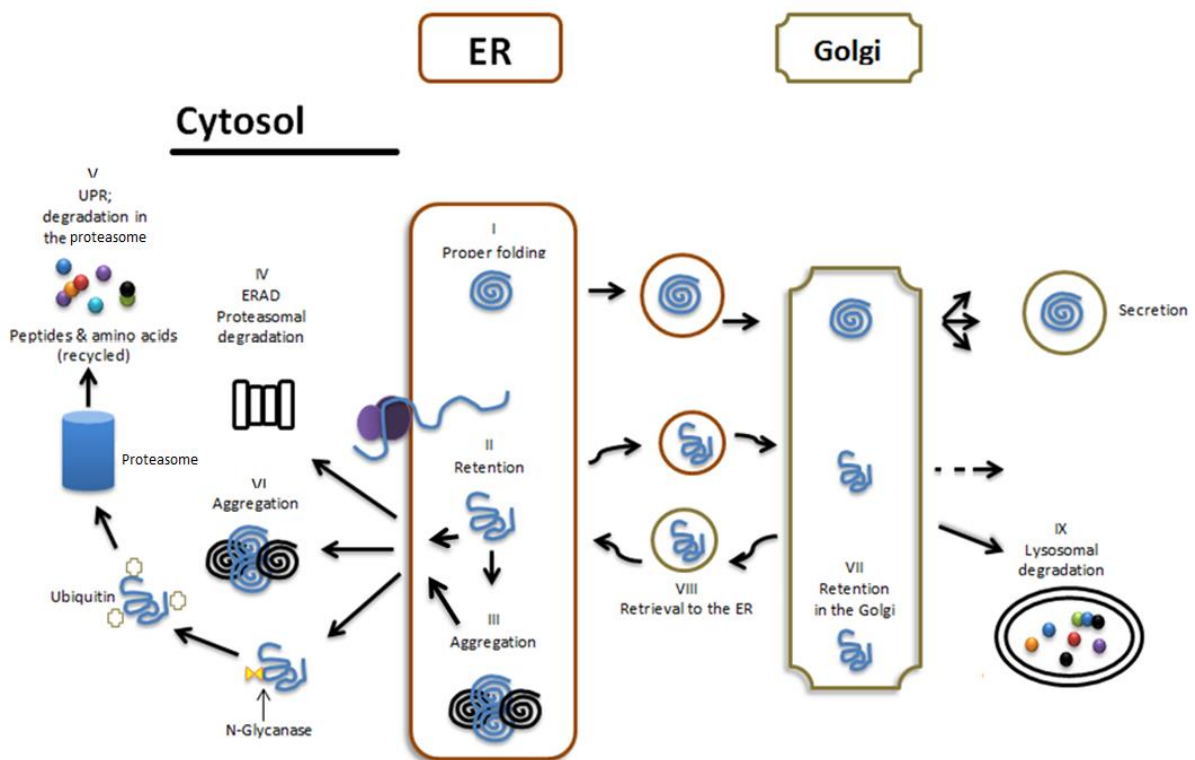 ER
Golgi
Cytosol
V
UPR;
degradation in
the proteasome
Peptides & amino acids
(recycled)
Proteasome
Ubiquitin
N-Glycanase
IV
ERAD
Proteasomal
degradation
VI
Aggregation
I
Proper folding
II
Retention
III
Aggregation
VIII
Retrieval to the ER
VII
Retention
in the Golgi
Secretion
IX
Lysosomal
degradation